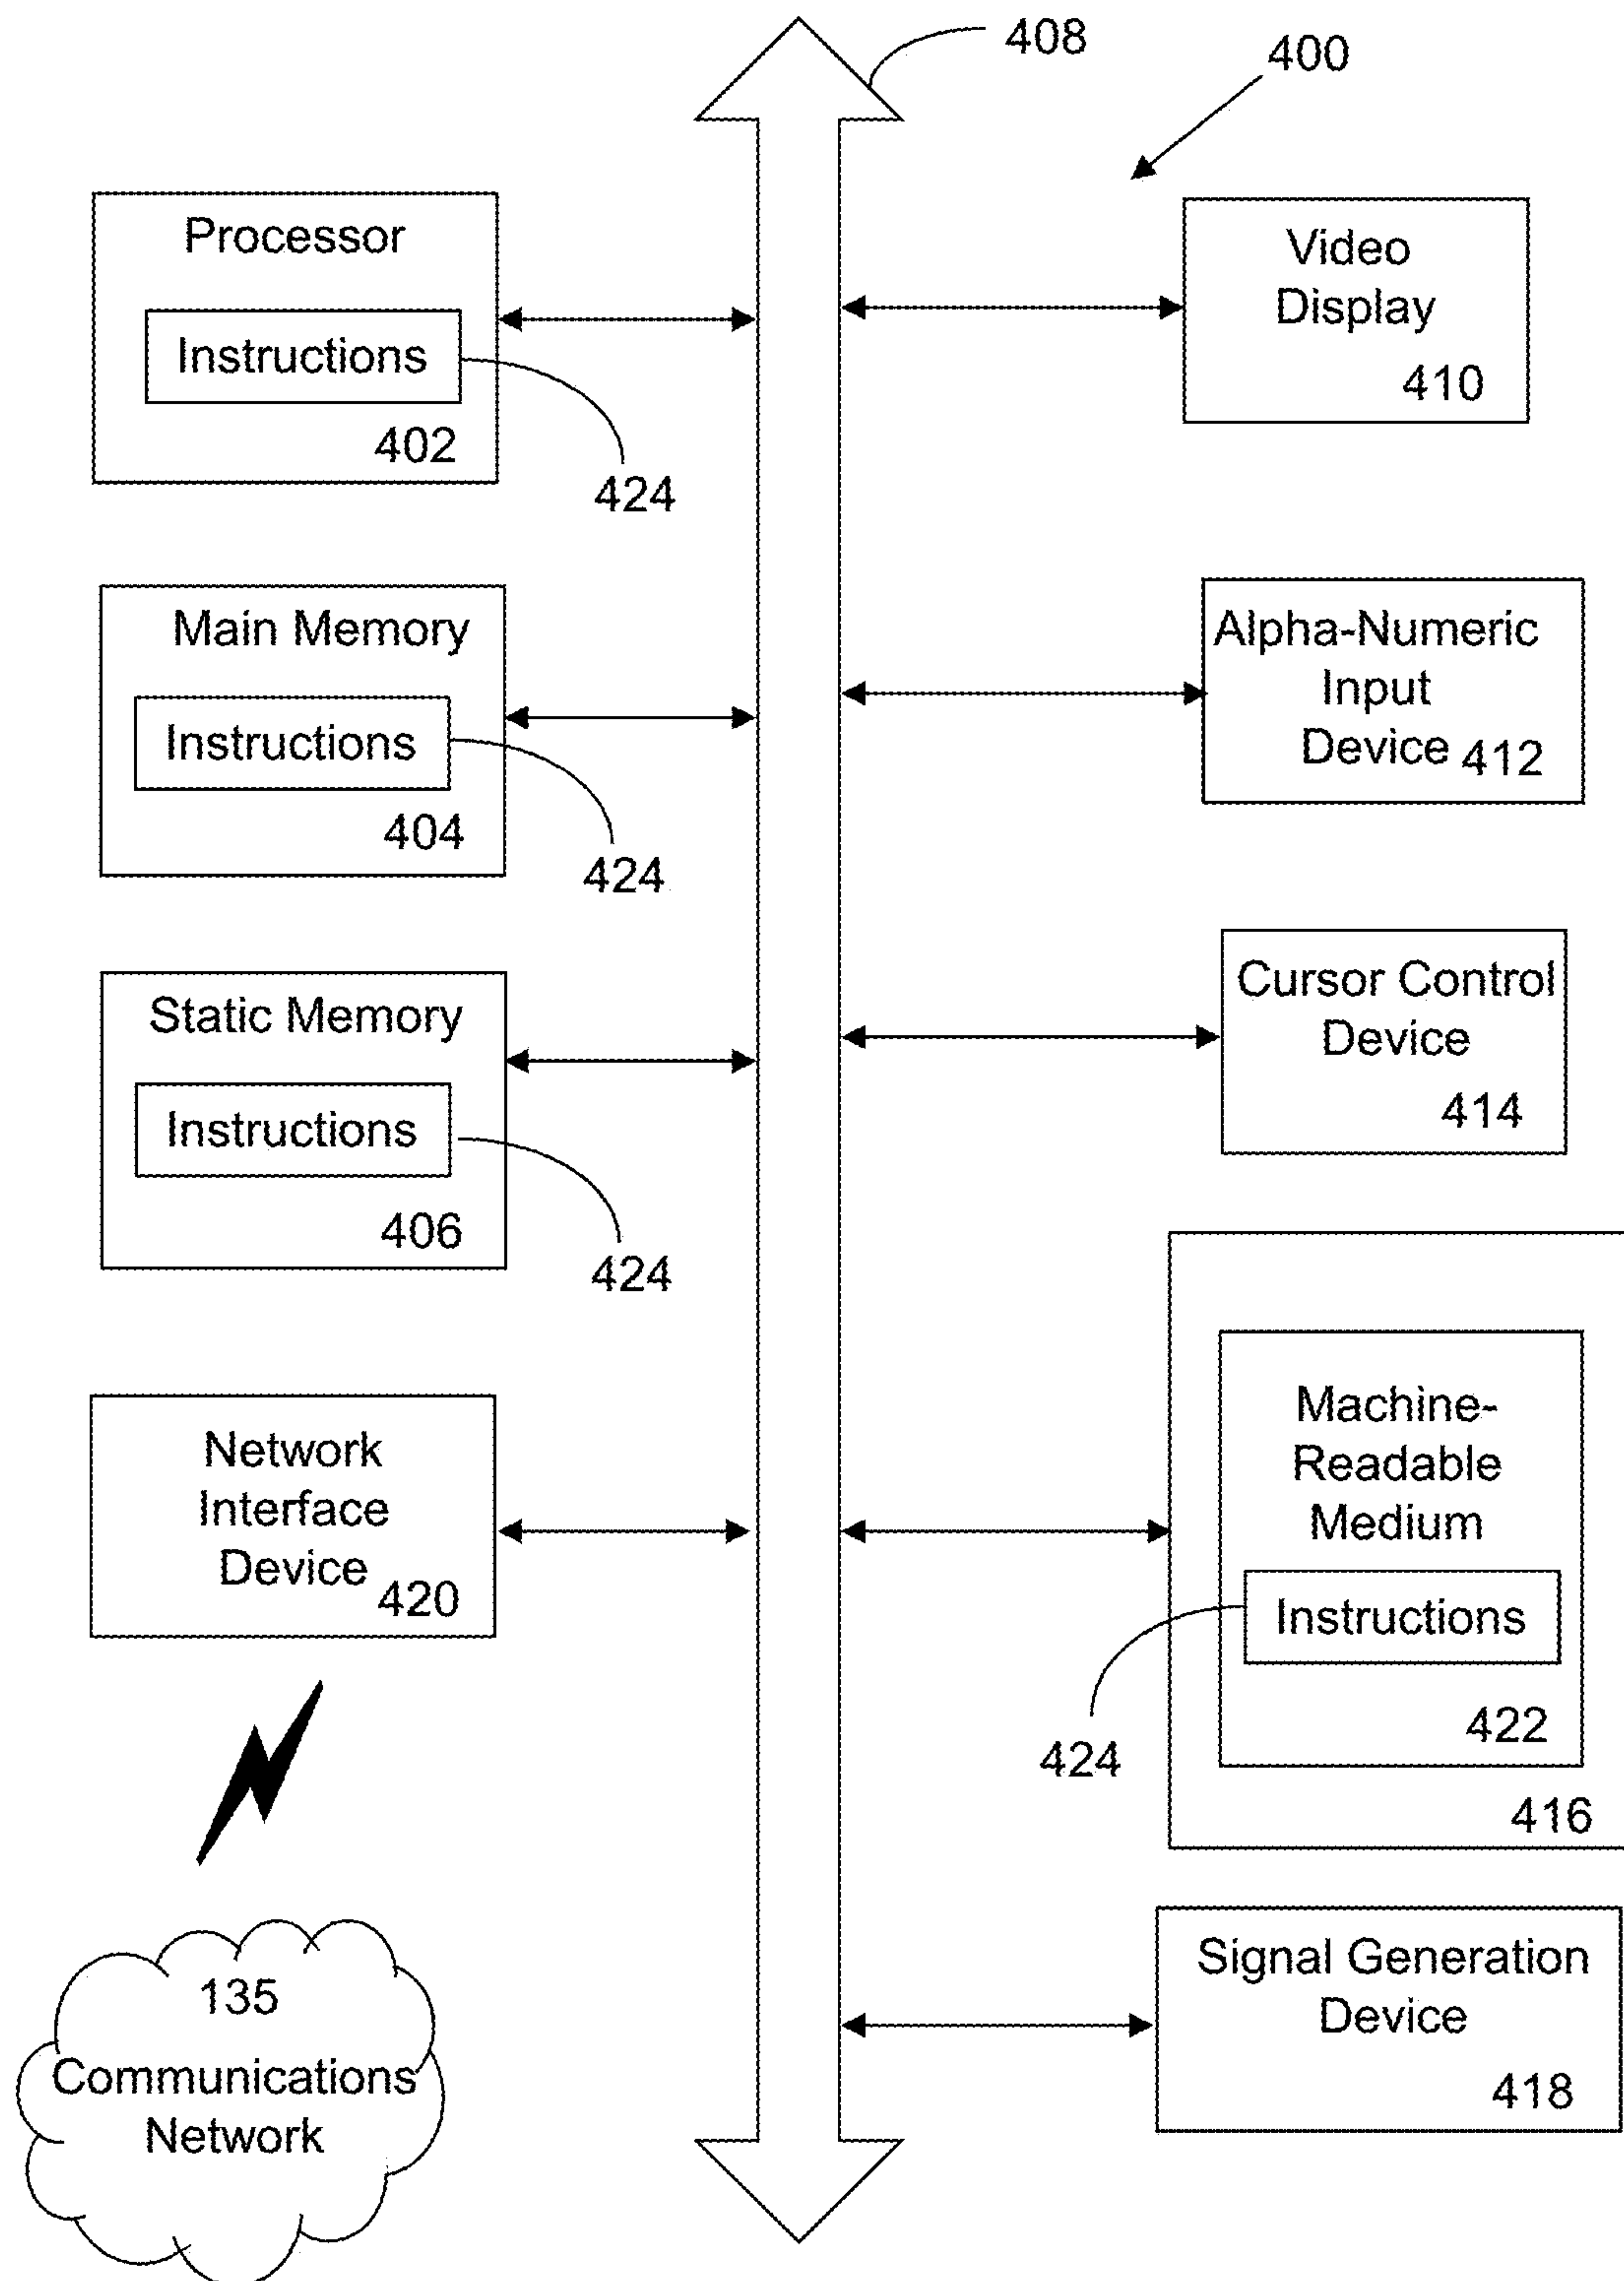 408
400
Processor
Instructions
402
424
Video
Display
410
Main Memory
Instructions
404
424
Alpha-Numeric
Input
Device 412
Static Memory
Instructions
406
424
Cursor Control
Device
414
Network
Interface
Device 420
Machine-
Readable
Medium
Instructions
424
422
416
135
Communications
Network
Signal Generation
Device
418